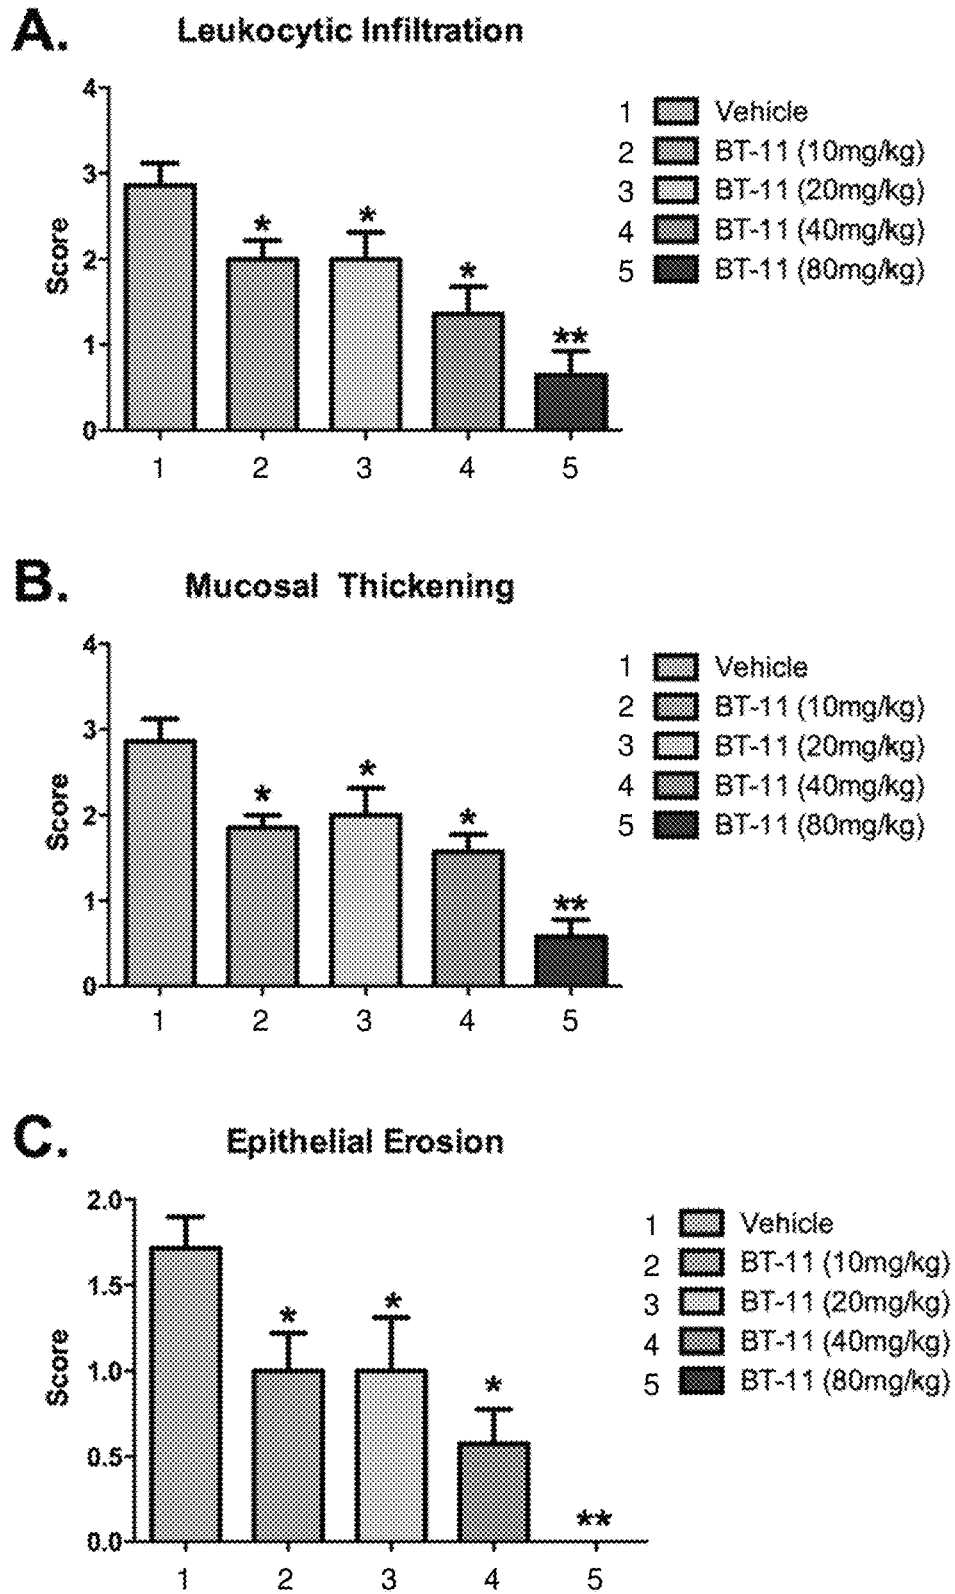 A. Leukocytic Infiltration
4
3
2
1
0
Score
* * * **
1 2 3 4 5
1 Vehicle
2 BT-11 (10mg/kg)
3 BT-11 (20mg/kg)
4 BT-11 (40mg/kg)
5 BT-11 (80mg/kg)
B. Mucosal Thickening
4
3
2
1
0
Score
* * * **
1 2 3 4 5
1 Vehicle
2 BT-11 (10mg/kg)
3 BT-11 (20mg/kg)
4 BT-11 (40mg/kg)
5 BT-11 (80mg/kg)
C. Epithelial Erosion
2.0
1.5
1.0
0.5
0.0
Score
* * * **
1 2 3 4 5
1 Vehicle
2 BT-11 (10mg/kg)
3 BT-11 (20mg/kg)
4 BT-11 (40mg/kg)
5 BT-11 (80mg/kg)